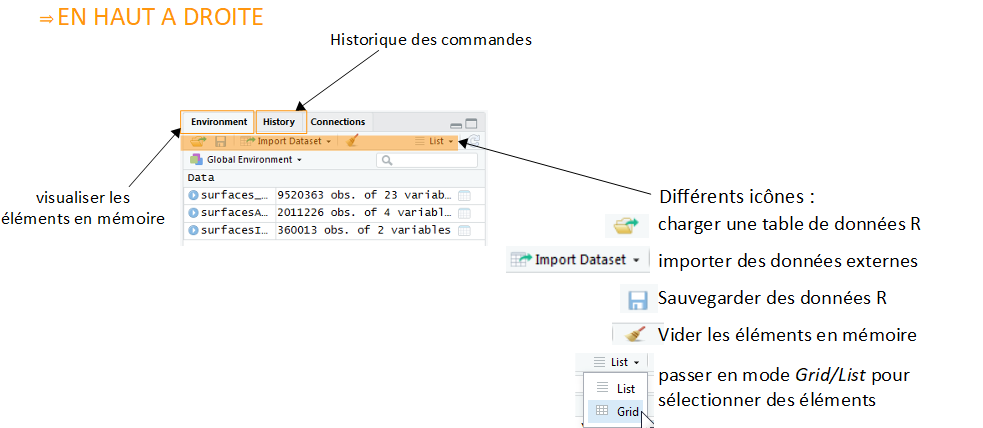 ⇒ EN HAUT A DROITE
Historique des commandes
Environment History Connections
Import Dataset List
Global Environment
Data
surfaces_… 9520363 obs. of 23 variab…
surfacesA… 2011226 obs. of 4 variabl…
surfacesI… 360013 obs. of 2 variables
visualiser les
éléments en mémoire
Différents icônes :
charger une table de données R
Import Dataset importer des données externes
Sauvegarder des données R
Vider les éléments en mémoire
List
List
Grid
passer en mode Grid/List pour
sélectionner des éléments